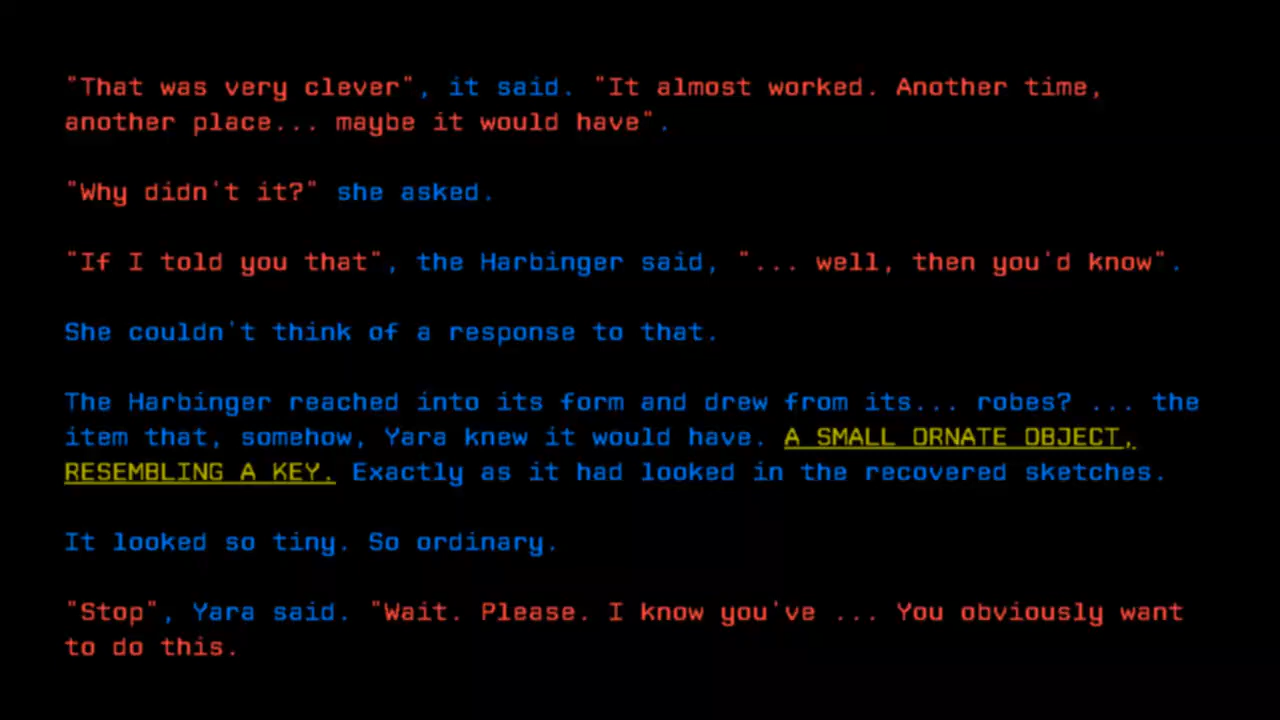 "That was very clever", it said. "It almost worked. Another time,
another place... maybe it would have".
"Why didn't it?" she asked.
"If I told you that", the Harbinger said, "... well, then you'd know".
She couldn't think of a response to that.
The Harbinger reached into its form and drew from its... robes? ... the
item that, somehow, Yara knew it would have. A SMALL ORNATE OBJECT,
RESEMBLING A KEY. Exactly as it had looked in the recovered sketches.
It looked so tiny. So ordinary.
"Stop", Yara said. "Wait. Please. I know you've ... You obviously want
to do this.